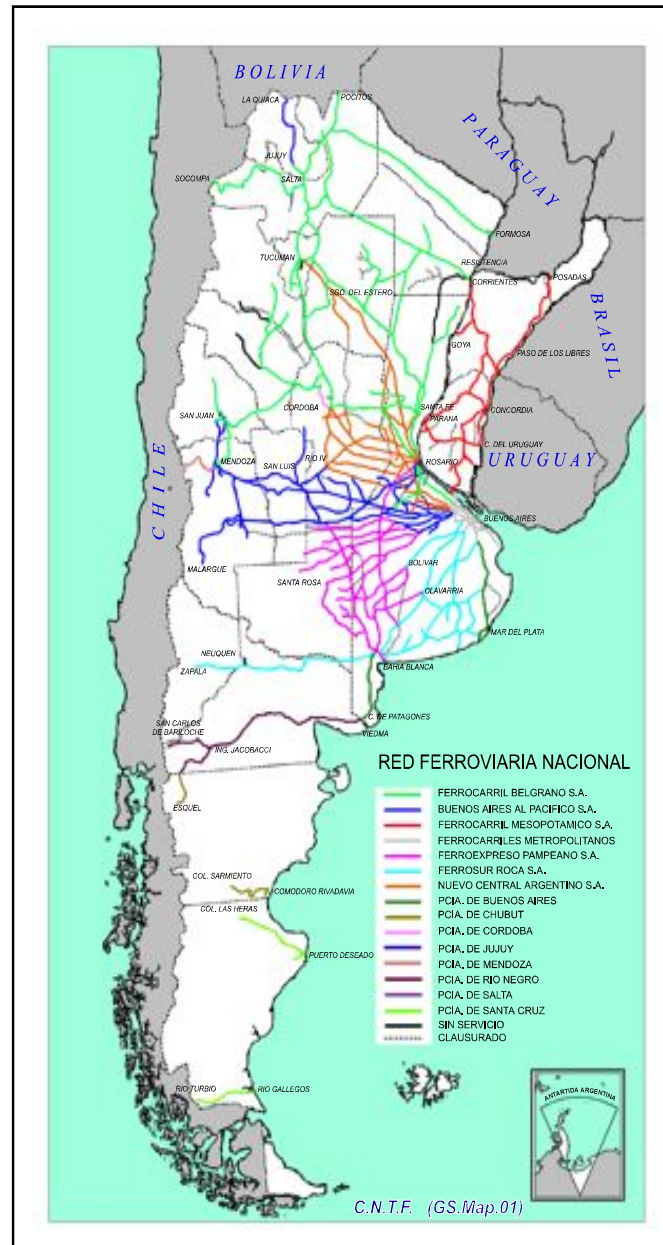 BOLIVIA
LA QUIACA
POCITOS
PARAGUAY
JUJUY
SOCOMPA
SALTA
FORMOSA
TUCUMAN
RESISTENCIA
CORRIENTES
POSADAS
SGO. DEL ESTERO
BRASIL
GOYA
PASO DE LOS LIBRES
SAN JUAN
CORDOBA
SANTA FE
PARANA
CONCORDIA
C. DEL URUGUAY
URUGUAY
MENDOZA
SAN LUIS
RIO IV
ROSARIO
CHILE
BUENOS AIRES
MALARGUE
BOLIVAR
SANTA ROSA
OLAVARRIA
MAR DEL PLATA
NEUQUEN
ZAPALA
BAHIA BLANCA
SAN CARLOS
DE BARILOCHE
C. DE PATAGONES
VIEDMA
ING. JACOBACCI
ESQUEL
RED FERROVIARIA NACIONAL
FERROCARRIL BELGRANO S.A.
BUENOS AIRES AL PACIFICO S.A.
FERROCARRIL MESOPOTAMICO S.A.
FERROCARRILES METROPOLITANOS
FERROEXPRESO PAMPEANO S.A.
FERROSUR ROCA S.A.
NUEVO CENTRAL ARGENTINO S.A.
PCIA. DE BUENOS AIRES
PCIA. DE CHUBUT
PCIA. DE CORDOBA
PCIA. DE JUJUY
PCIA. DE MENDOZA
PCIA. DE RIO NEGRO
PCIA. DE SALTA
PCIA. DE SANTA CRUZ
SIN SERVICIO
CLAUSURADO
COL. SARMIENTO
COMODORO RIVADAVIA
COL. LAS HERAS
PUERTO DESEADO
RIO TURBIO
RIO GALLEGOS
ANTARTIDA ARGENTINA
C.N.T.F. (GS.Map.01)